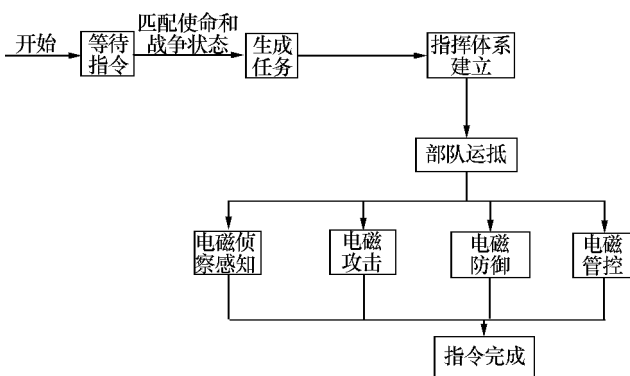 开始
等待
指令
匹配使命和
战争状态
生成
任务
指挥体系
建立
部队运抵
电磁侦
察感知
电磁
攻击
电磁
防御
电磁
管控
指令完成